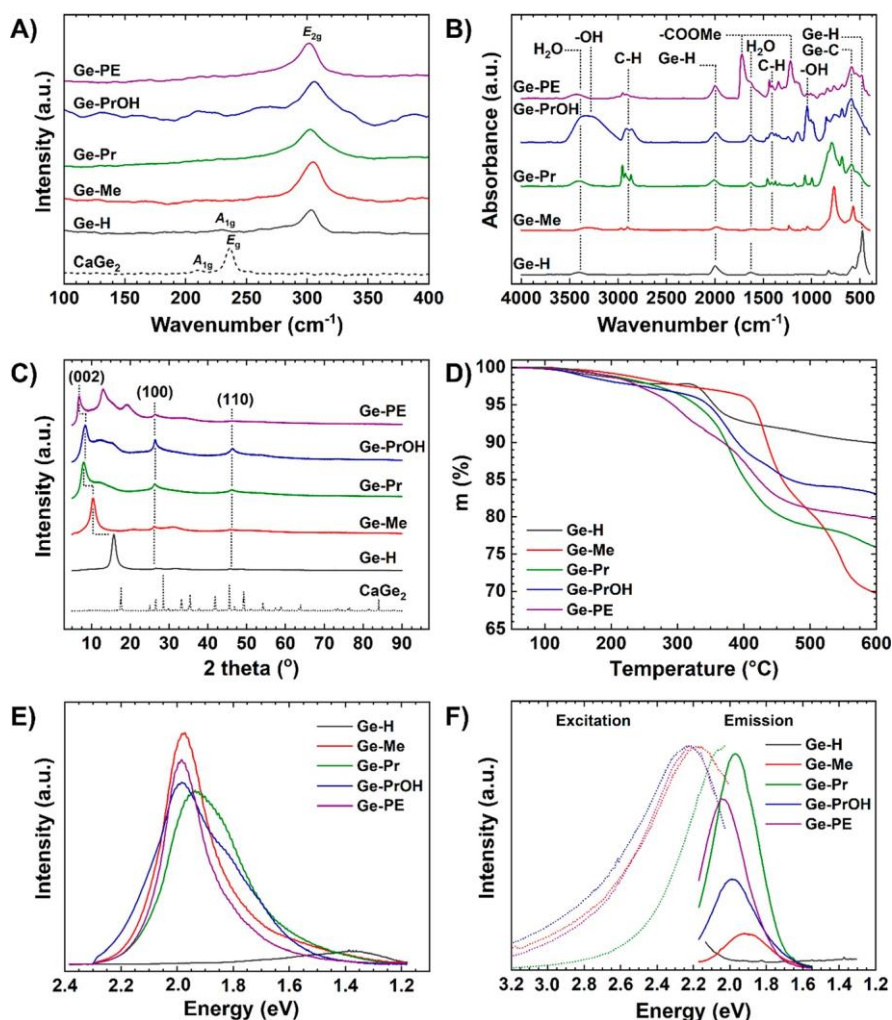 A)
E2g
Ge-PE
Ge-PrOH
Ge-Pr
Ge-Me
Ge-H
A1g
Eg
A1g
CaGe2
Intensity (a.u.)
100 150 200 250 300 350 400
Wavenumber (cm-1)
B)
-COOMe
Ge-H
-OH
Ge-C
H2O
C-H
Ge-H
H2O
C-H
-OH
Ge-PE
Ge-PrOH
Ge-Pr
Ge-Me
Ge-H
Absorbance (a.u.)
4000 3500 3000 2500 2000 1500 1000 500
Wavenumber (cm-1)
C)
(002)
(100)
(110)
Ge-PE
Ge-PrOH
Ge-Pr
Ge-Me
Ge-H
CaGe2
Intensity (a.u.)
10 20 30 40 50 60 70 80 90
2 theta (o)
D)
100
95
90
85
80
75
70
65
m (%)
Ge-H
Ge-Me
Ge-Pr
Ge-PrOH
Ge-PE
100 200 300 400 500 600
Temperature (°C)
E)
Ge-H
Ge-Me
Ge-Pr
Ge-PrOH
Ge-PE
Intensity (a.u.)
2.4 2.2 2.0 1.8 1.6 1.4 1.2
Energy (eV)
F)
Excitation
Emission
Ge-H
Ge-Me
Ge-Pr
Ge-PrOH
Ge-PE
Intensity (a.u.)
3.2 3.0 2.8 2.6 2.4 2.2 2.0 1.8 1.6 1.4 1.2
Energy (eV)